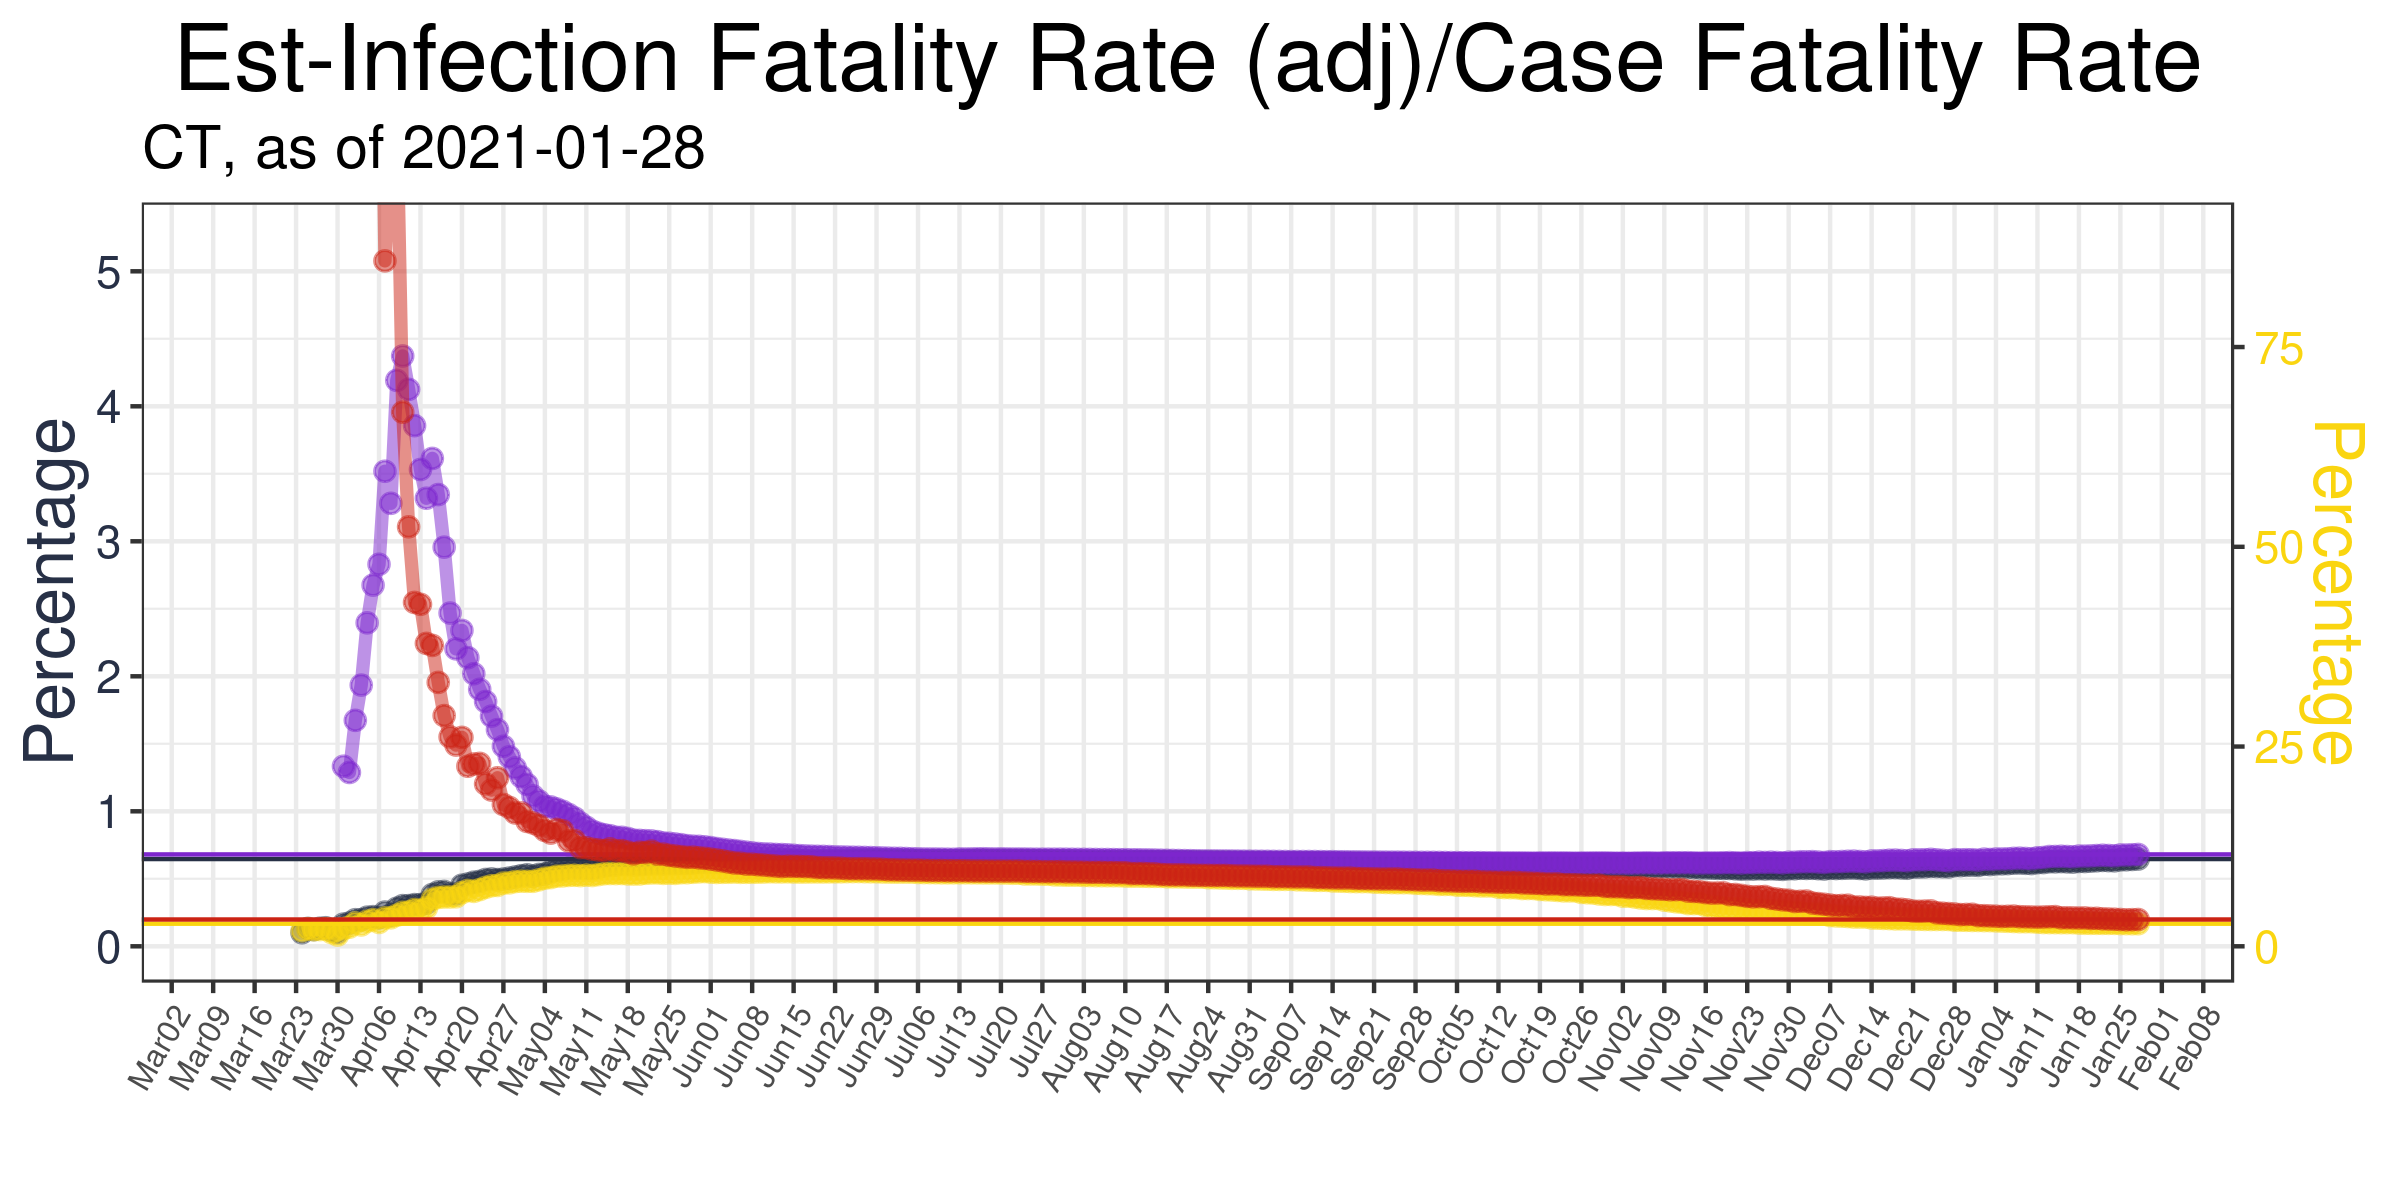 Est-Infection Fatality Rate (adj)/Case Fatality Rate
CT, as of 2021-01-28
Percentage
5
4
3
2
1
0
75
50
25
0
Percentage
Mar02
Mar09
Mar16
Mar23
Mar30
Apr06
Apr13
Apr20
Apr27
May04
May11
May18
May25
Jun01
Jun08
Jun15
Jun22
Jun29
Jul06
Jul13
Jul20
Jul27
Aug03
Aug10
Aug17
Aug24
Aug31
Sep07
Sep14
Sep21
Sep28
Oct05
Oct12
Oct19
Oct26
Nov02
Nov09
Nov16
Nov23
Nov30
Dec07
Dec14
Dec21
Dec28
Jan04
Jan11
Jan18
Jan25
Feb01
Feb08